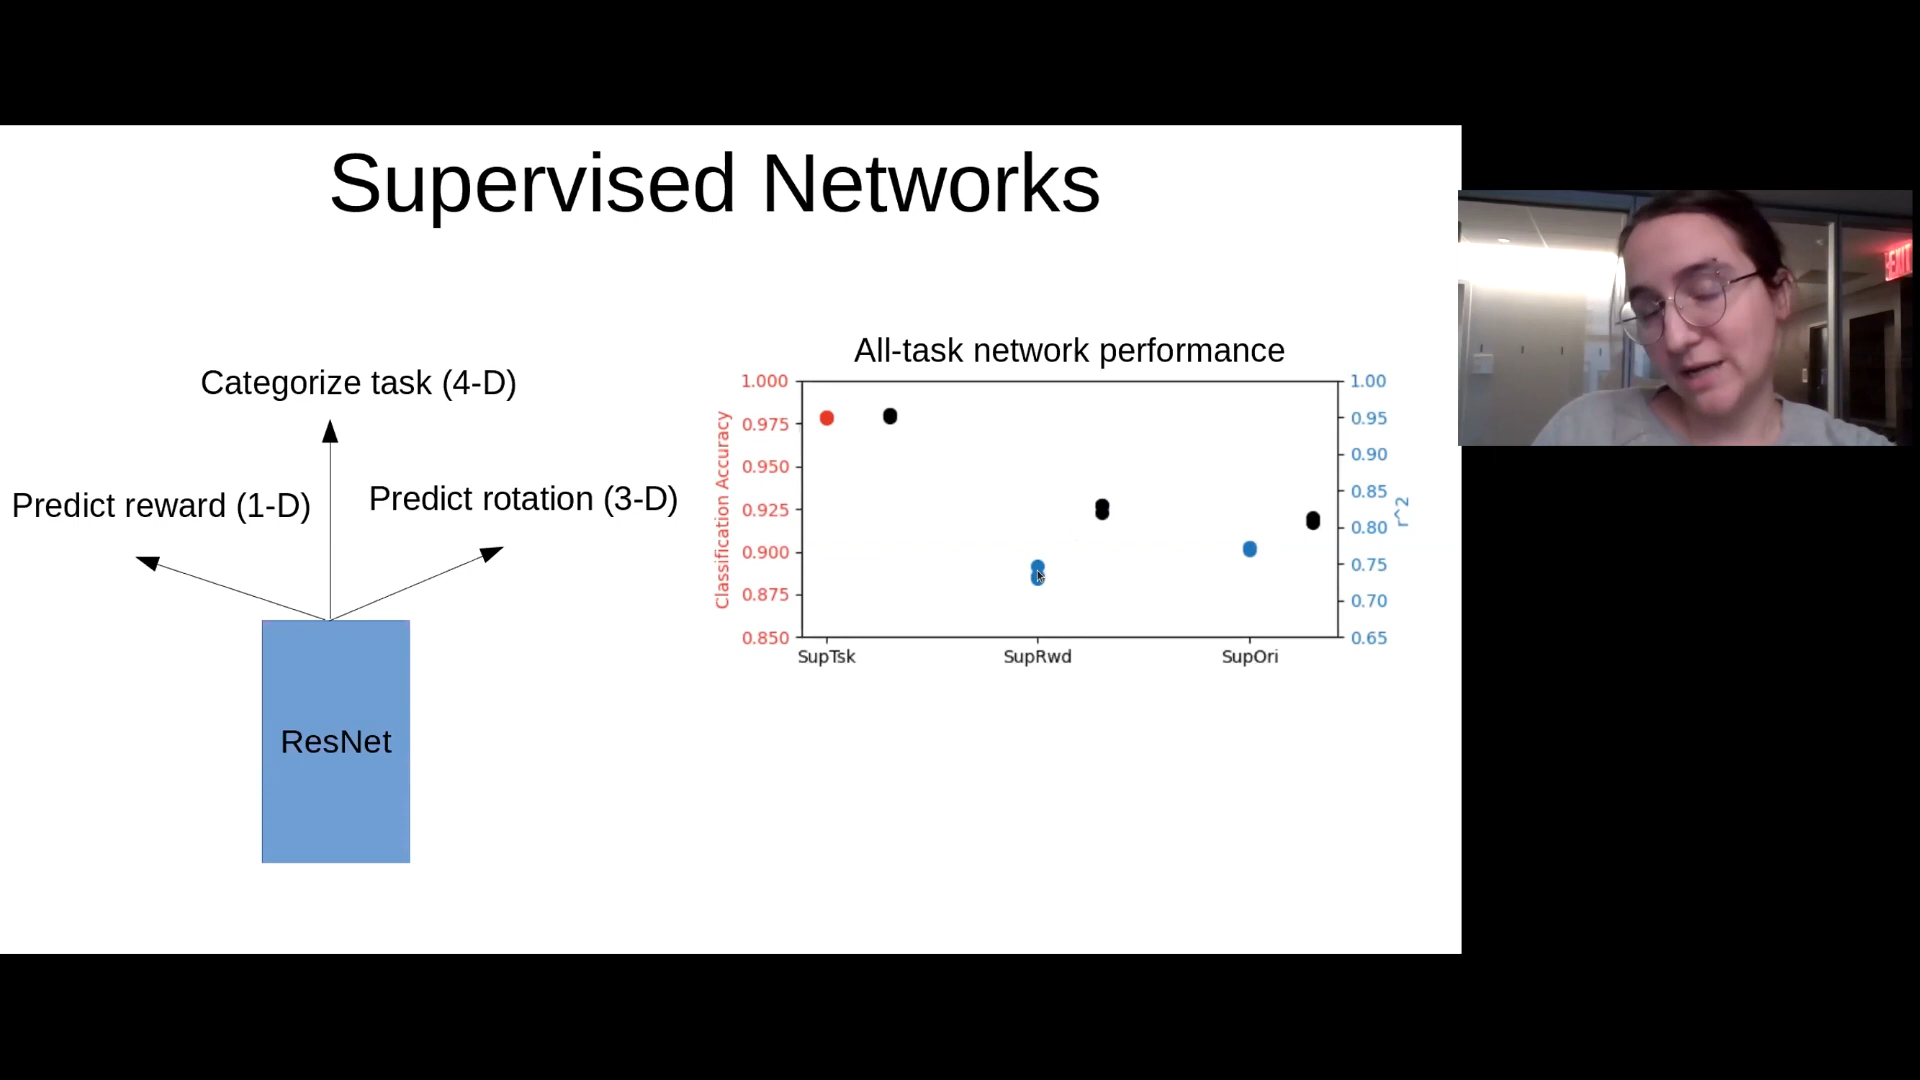 Supervised Networks
Categorize task (4-D)
Predict reward (1-D)
Predict rotation (3-D)
ResNet
All-task network performance
Classification Accuracy
1.000
0.975
0.950
0.925
0.900
0.875
0.850
1.00
0.95
0.90
0.85
0.80
0.75
0.70
0.65
r^2
SupTsk SupRwd SupOri
EXIT